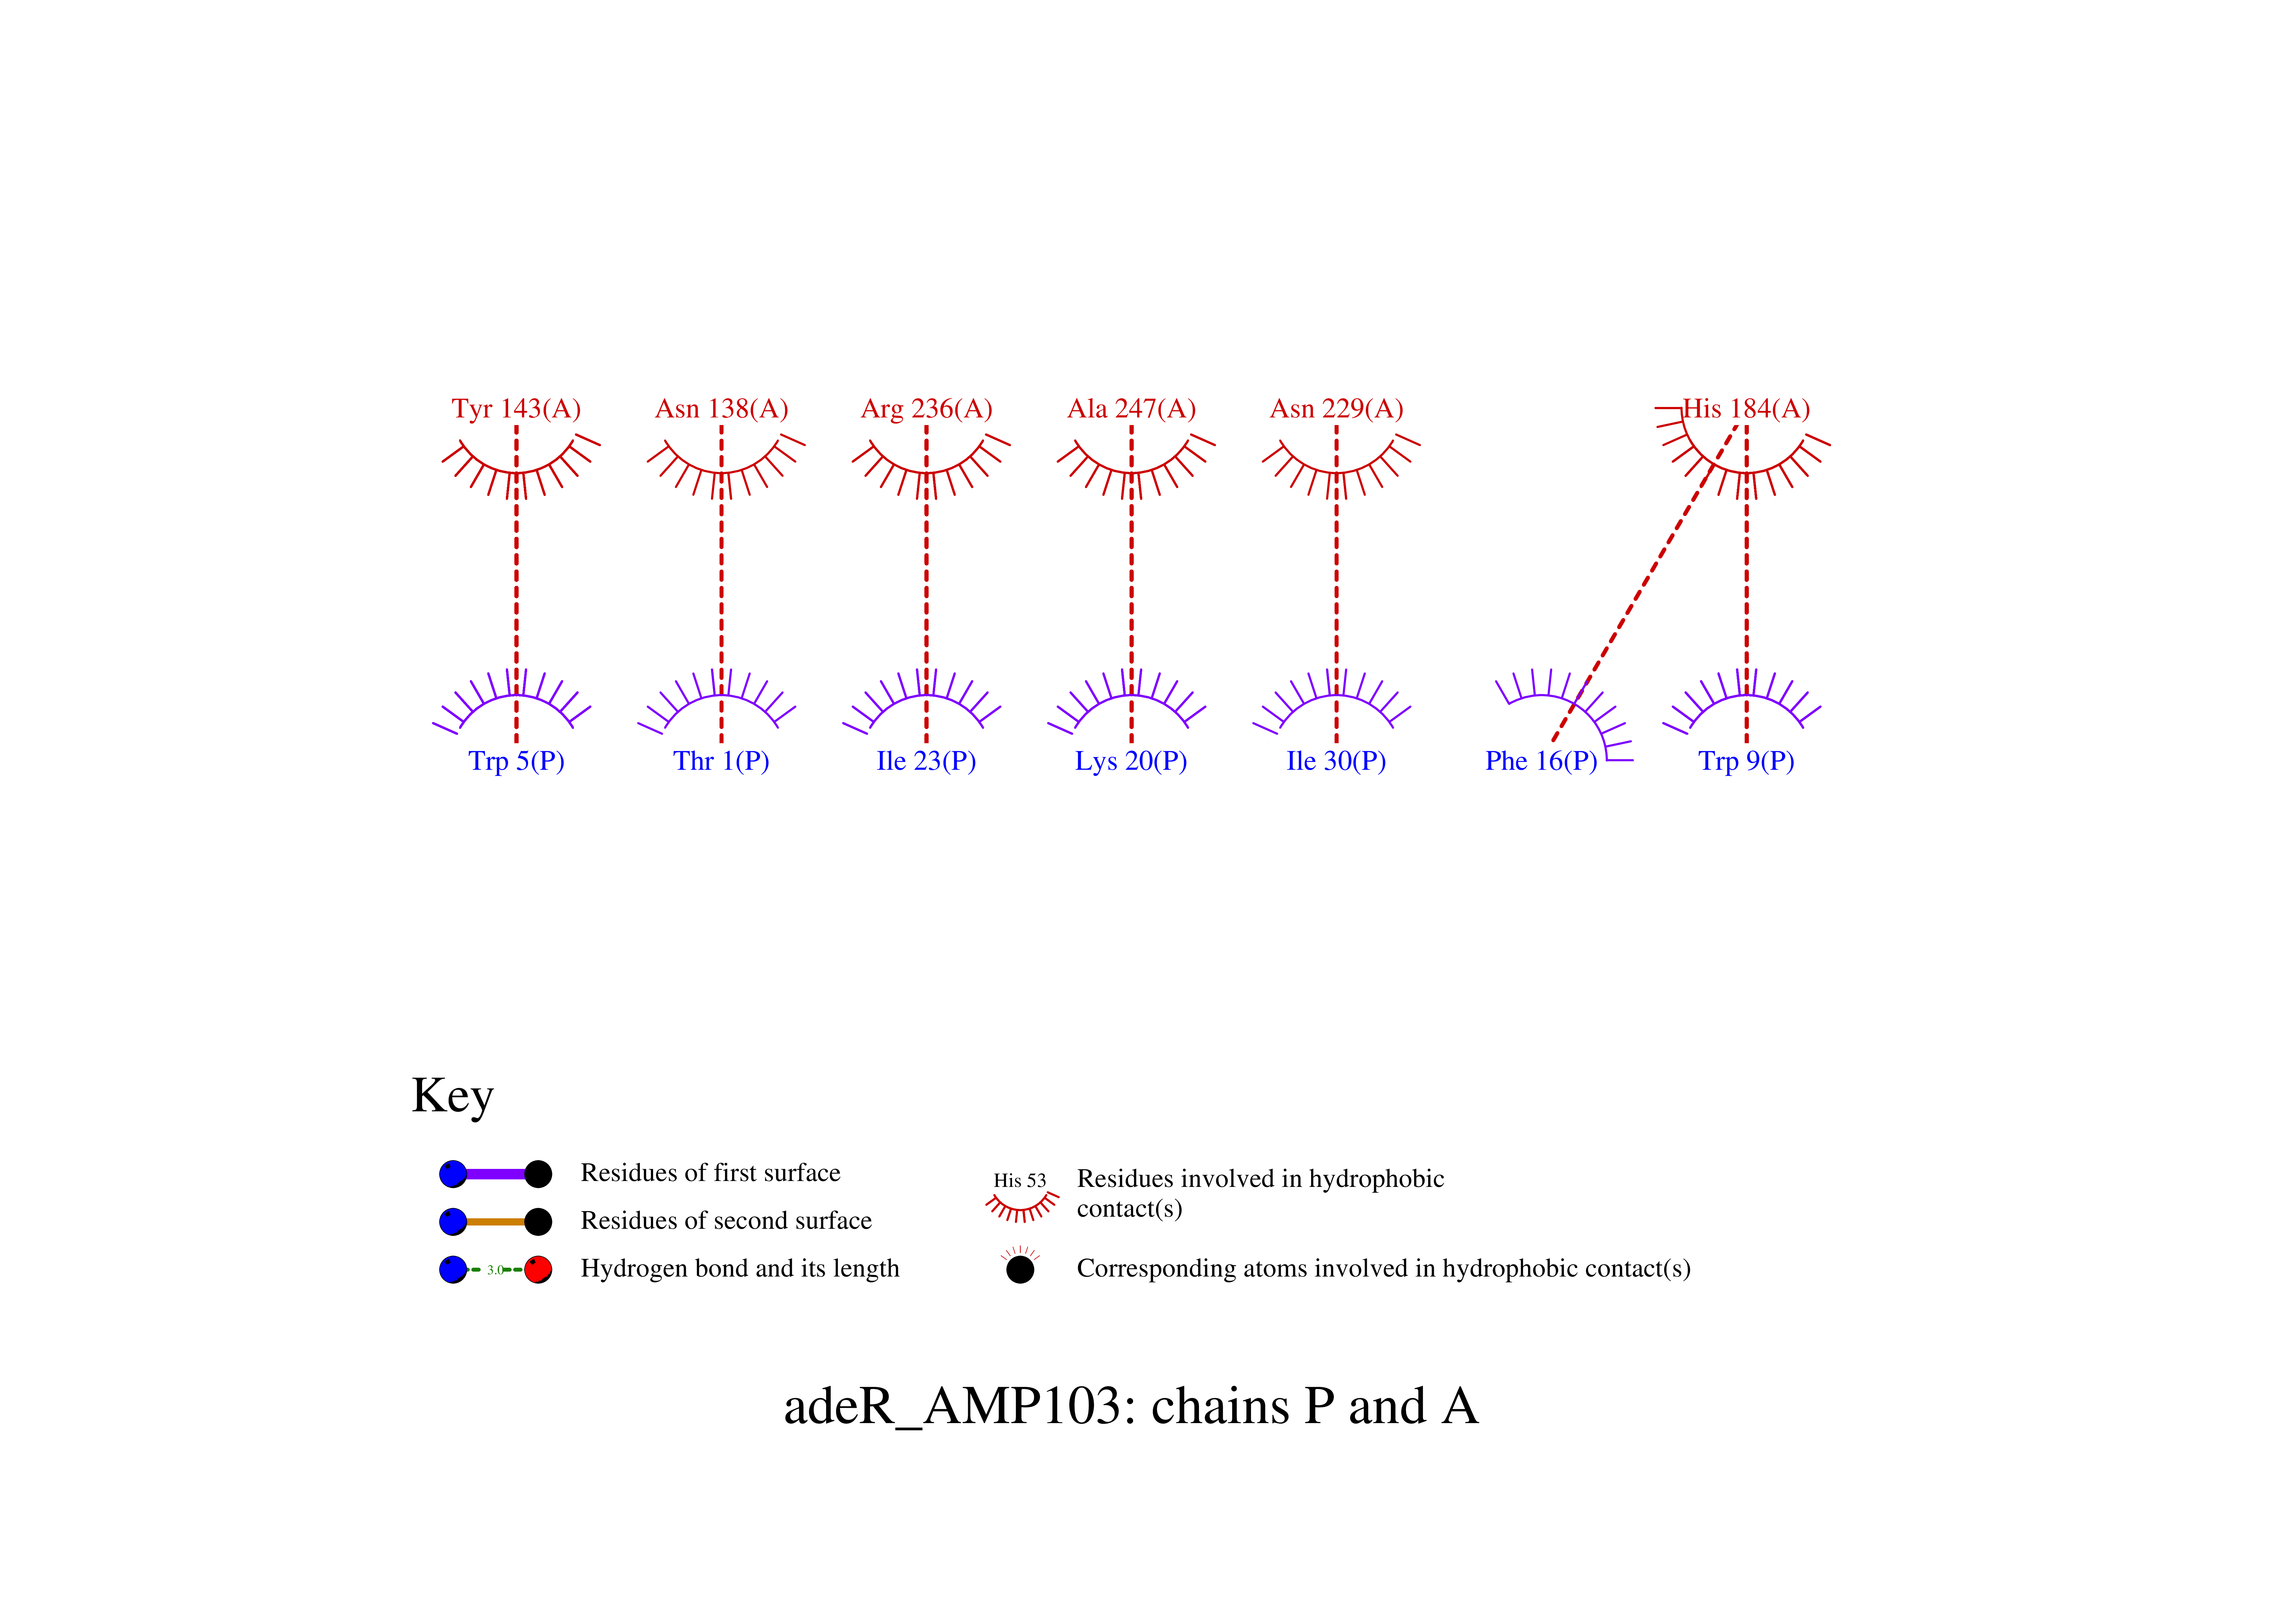 Tyr 143(A) Asn 138(A) Arg 236(A) Ala 247(A) Asn 229(A) His 184(A)
Trp 5(P) Thr 1(P) Ile 23(P) Lys 20(P) Ile 30(P) Phe 16(P) Trp 9(P)
Key
Residues of first surface
Residues of second surface
3.0 Hydrogen bond and its length
His 53 Residues involved in hydrophobic
contact(s)
Corresponding atoms involved in hydrophobic contact(s)
adeR_AMP103: chains P and A